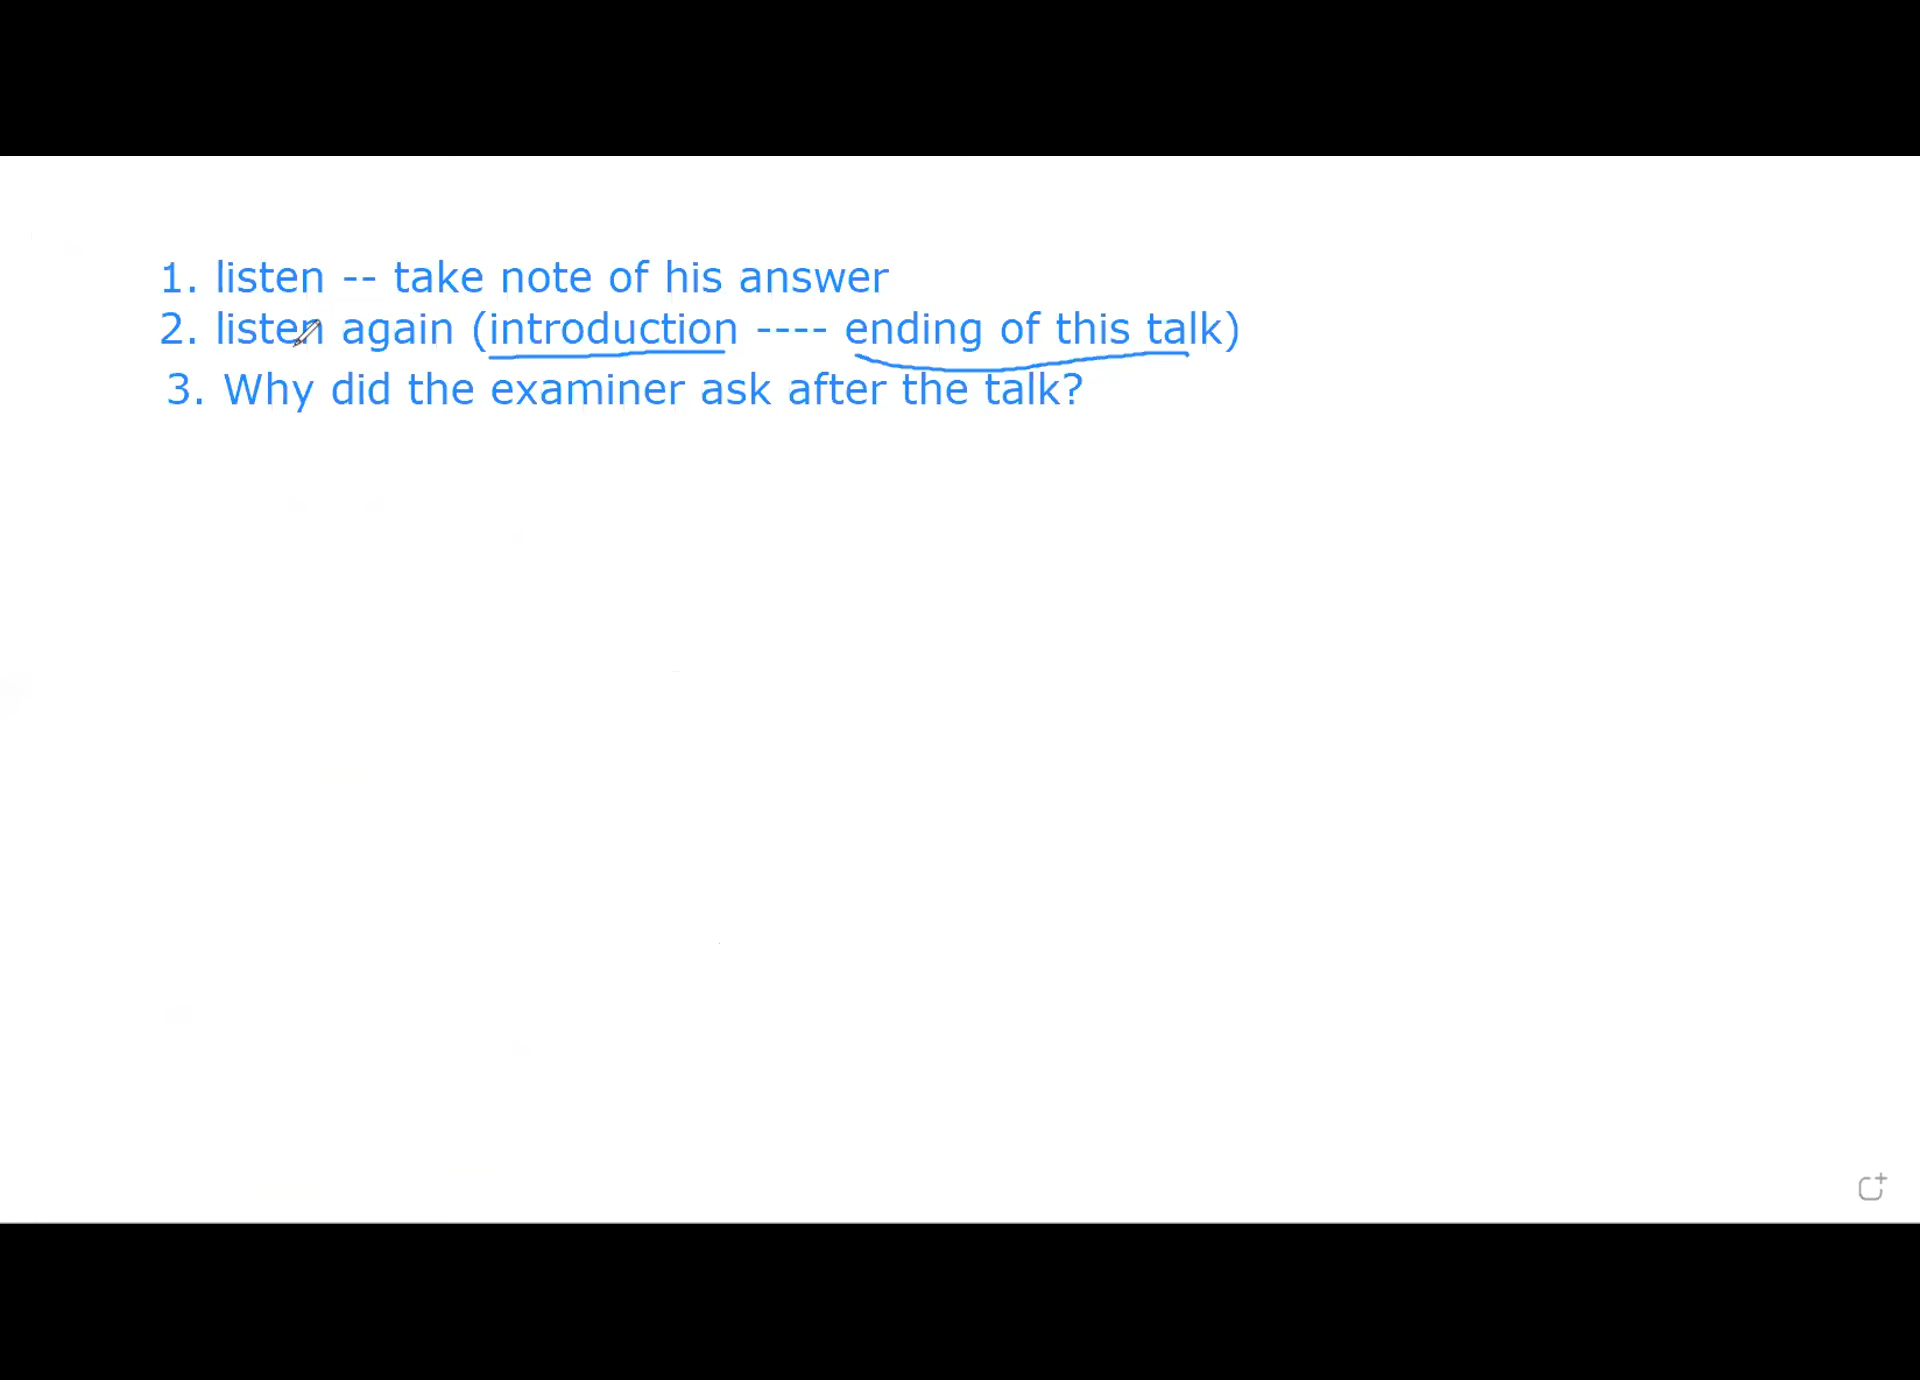 1. listen -- take note of his answer
2. listen again (introduction ---- ending of this talk)
3. Why did the examiner ask after the talk?